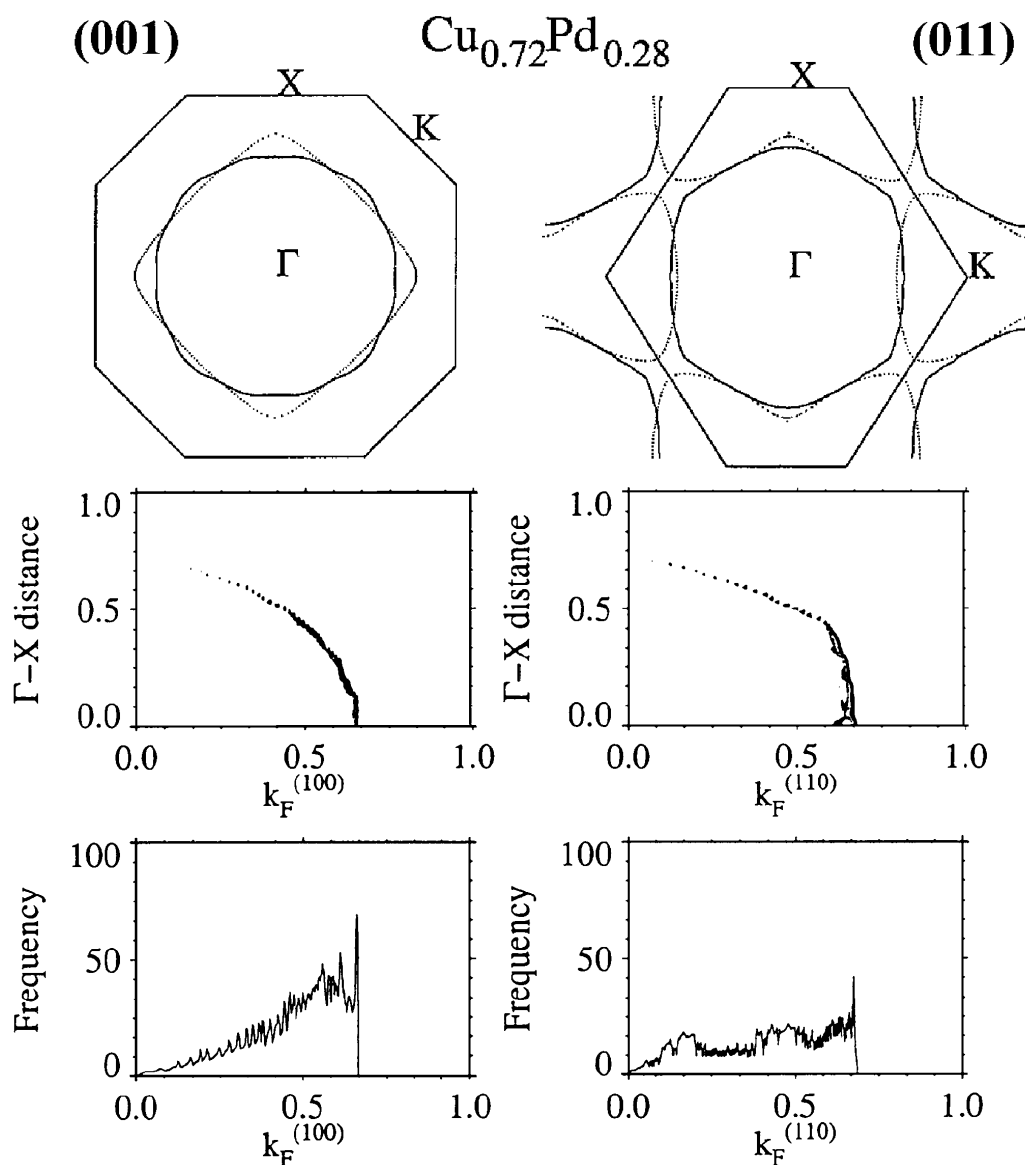 (001) Cu0.72Pd0.28 (011)
X X
K
Γ Γ K
1.0 1.0
Γ−X distance Γ−X distance
0.5 0.5
0.0 0.0
0.0 0.5 1.0 0.0 0.5 1.0
kF(100) kF(110)
100 100
Frequency Frequency
50 50
0 0
0.0 0.5 1.0 0.0 0.5 1.0
kF(100) kF(110)